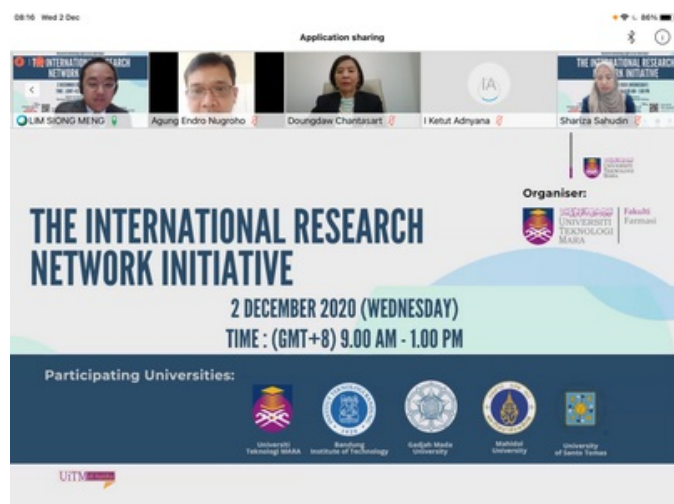 08:16 Wed 2 Dec
86%
Application sharing
LIM SIONG MENG
Agung Endro Nugroho
Doungdaw Chantasart
IA
I Ketut Adnyana
Shariza Sahudin
Organiser:
UNIVERSITI
TEKNOLOGI
MARA
Fakulti
Farmasi
THE INTERNATIONAL RESEARCH
NETWORK INITIATIVE
2 DECEMBER 2020 (WEDNESDAY)
TIME : (GMT+8) 9.00 AM - 1.00 PM
Participating Universities:
Universiti
Teknologi MARA
Bandung
Institute of Technology
Gadjah Mada
University
Mahidol
University
University
of Santo Tomas
UiTM